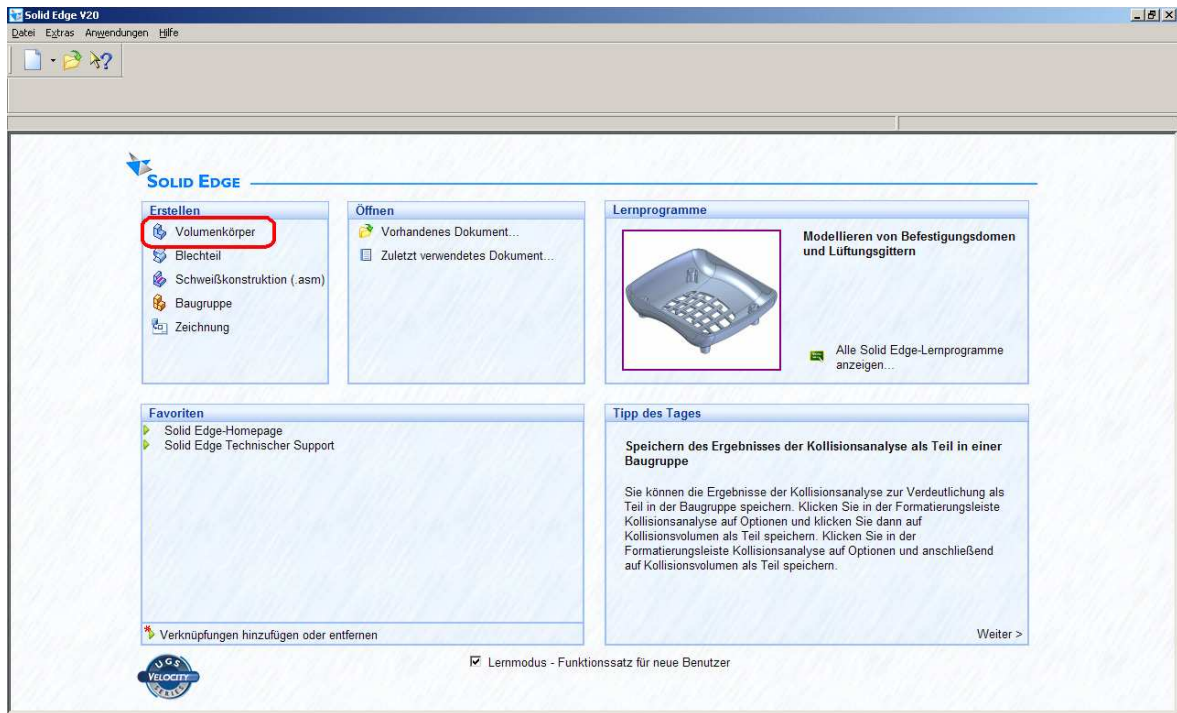 Solid Edge V20
Datei Extras Anwendungen Hilfe
SOLID EDGE
Erstellen
Volumenkörper
Blechteil
Schweißkonstruktion (.asm)
Baugruppe
Zeichnung
Öffnen
Vorhandenes Dokument...
Zuletzt verwendetes Dokument...
Lernprogramme
Modellieren von Befestigungsdomen
und Lüftungsgittern
Alle Solid Edge-Lernprogramme
anzeigen...
Favoriten
Solid Edge-Homepage
Solid Edge Technischer Support
Verknüpfungen hinzufügen oder entfernen
Tipp des Tages
Speichern des Ergebnisses der Kollisionsanalyse als Teil in einer
Baugruppe
Sie können die Ergebnisse der Kollisionsanalyse zur Verdeutlichung als
Teil in der Baugruppe speichern. Klicken Sie in der Formatierungsleiste
Kollisionsanalyse auf Optionen und klicken Sie dann auf
Kollisionsvolumen als Teil speichern. Klicken Sie in der
Formatierungsleiste Kollisionsanalyse auf Optionen und anschließend
auf Kollisionsvolumen als Teil speichern.
Weiter >
UGS
VELOCITY
SERIES
Lernmodus - Funktionssatz für neue Benutzer